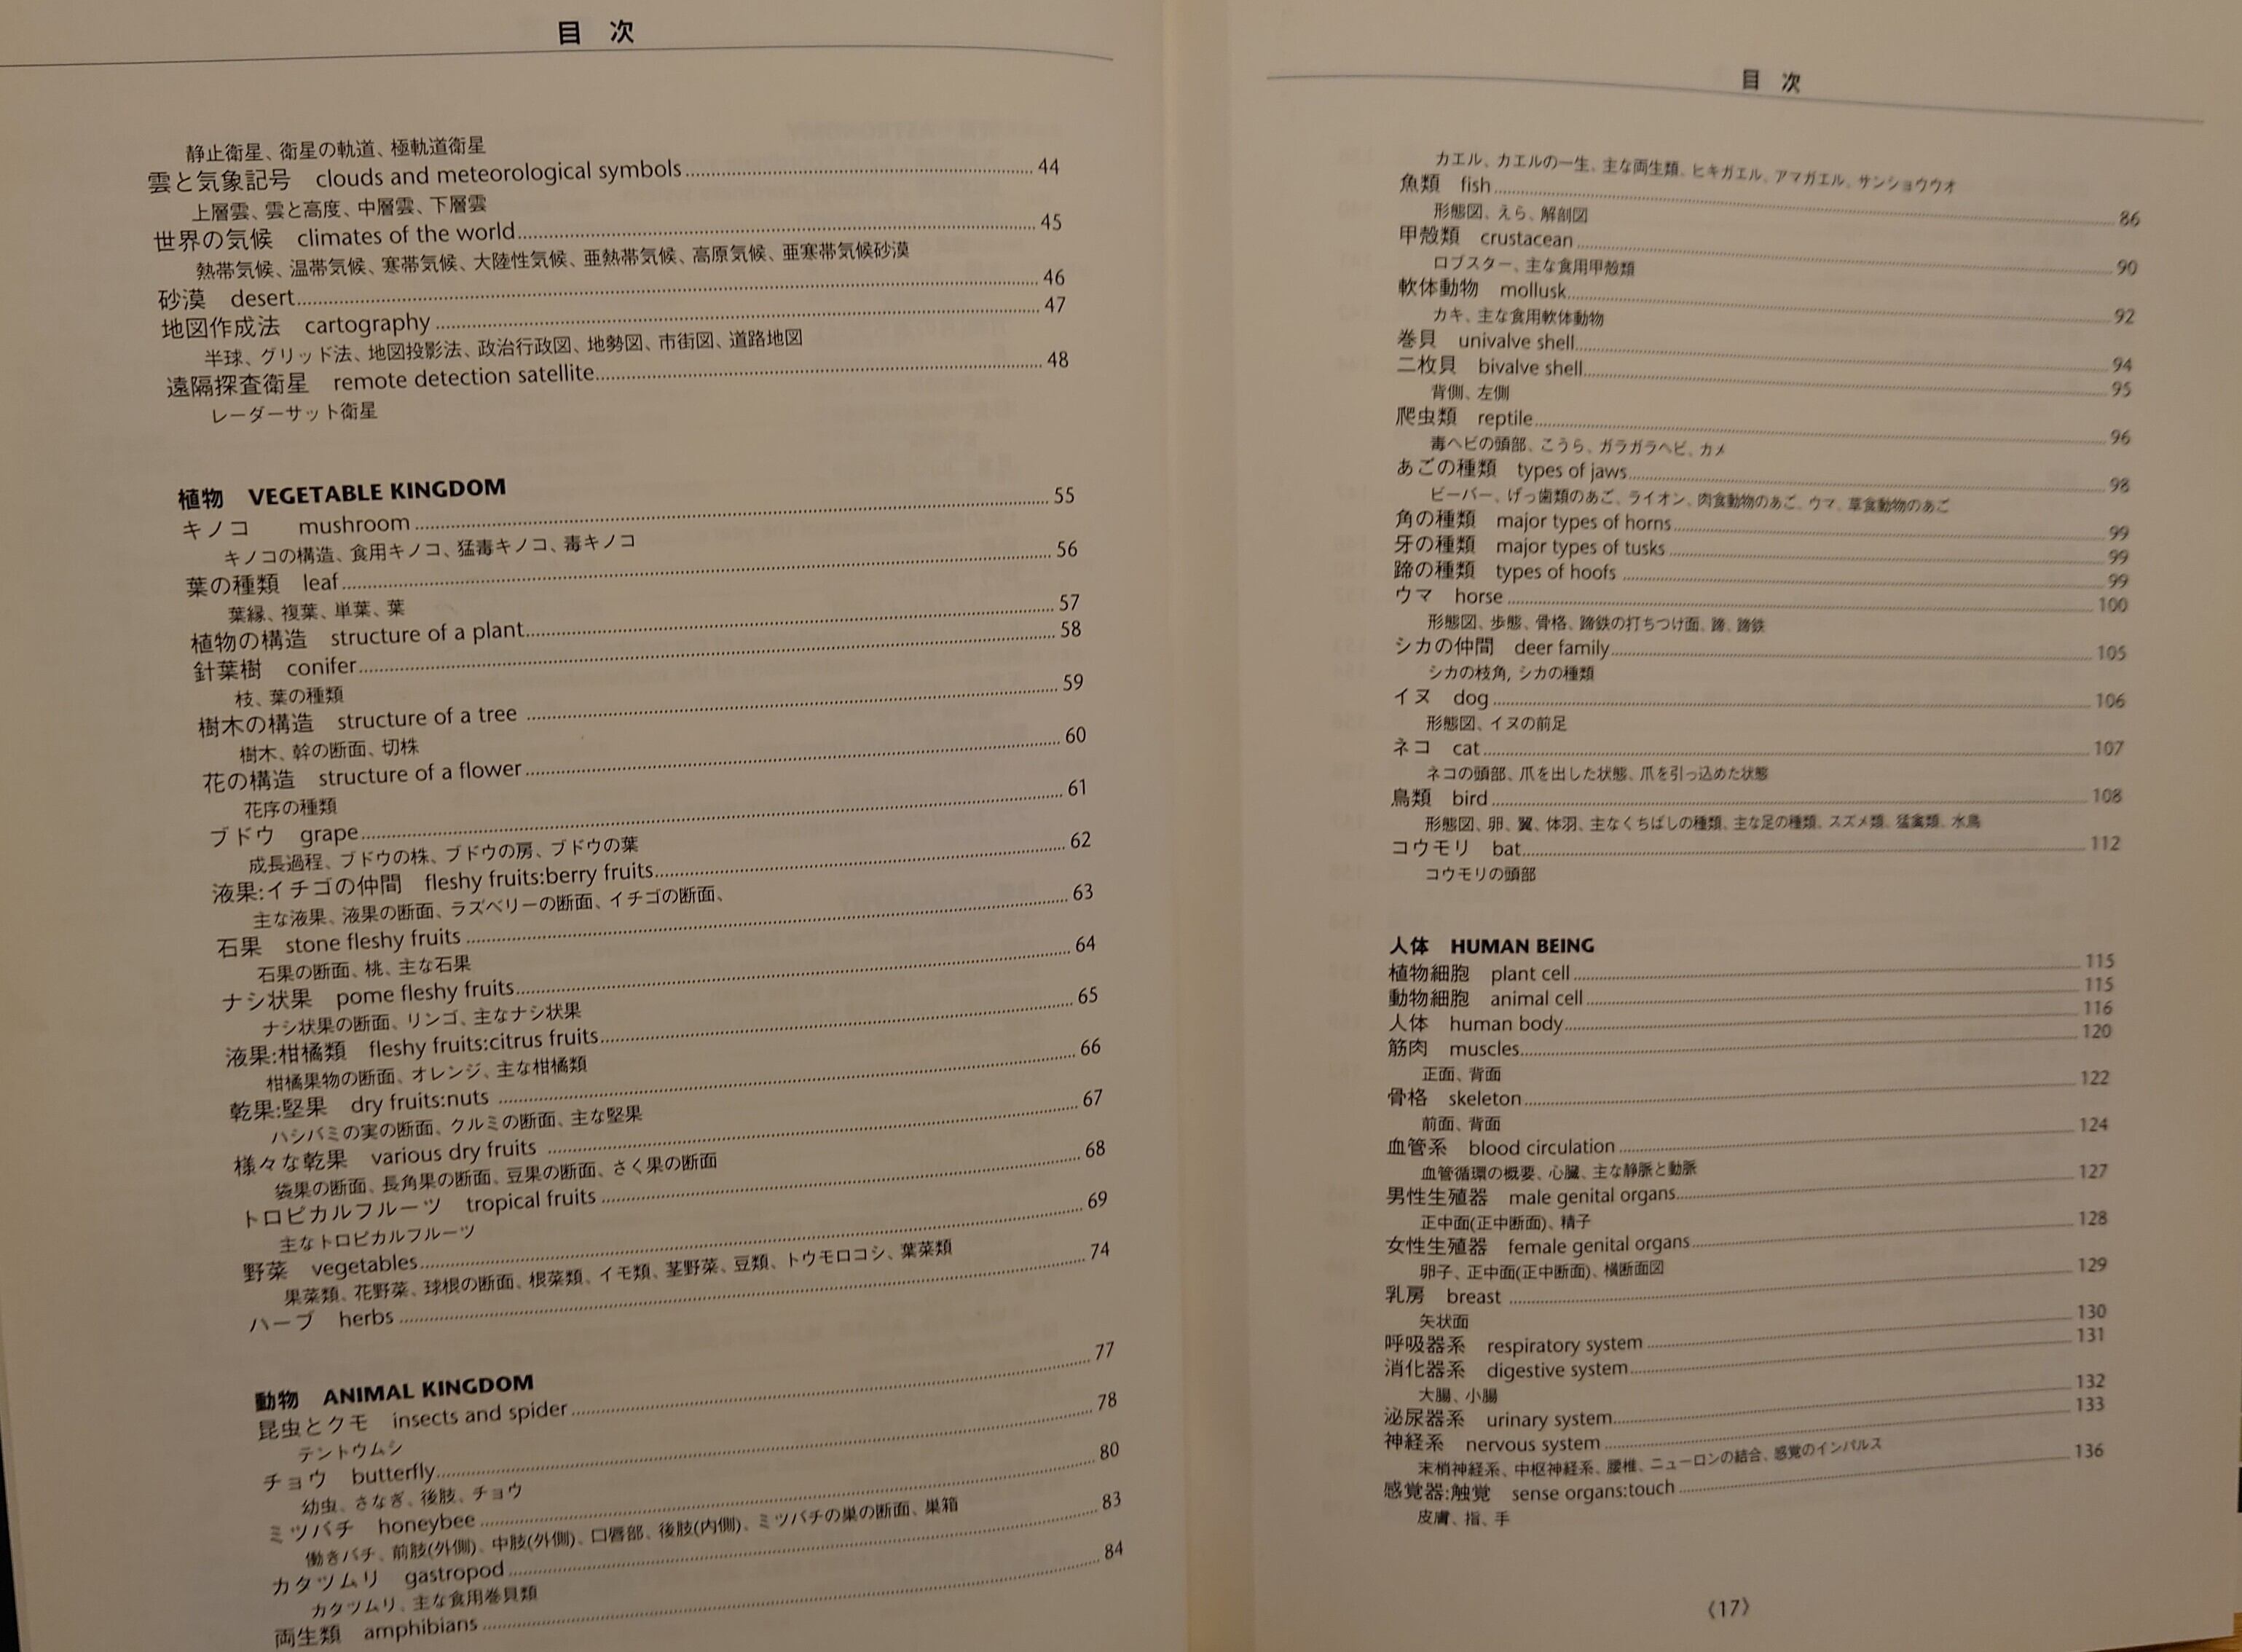 目 次
静止衛星、衛星の軌道、極軌道衛星
雲と気象記号 clouds and meteorological symbols 44
上層雲、雲と高度、中層雲、下層雲
世界の気候 climates of the world 45
熱帯気候、温帯気候、寒帯気候、大陸性気候、亜熱帯気候、高原気候、亜寒帯気候砂漠
砂漠 desert 46
地図作成法 cartography 47
半球、グリッド法、地図投影法、政治行政図、地勢図、市街図、道路地図
遠隔探査衛星 remote detection satellite 48
レーダーサット衛星
植物 VEGETABLE KINGDOM
キノコ mushroom 55
キノコの構造、食用キノコ、猛毒キノコ、毒キノコ
葉の種類 leaf 56
葉縁、複葉、単葉、葉
植物の構造 structure of a plant 57
針葉樹 conifer 58
枝、葉の種類
樹木の構造 structure of a tree 59
樹木、幹の断面、切株
花の構造 structure of a flower 60
花序の種類
ブドウ grape 61
成長過程、ブドウの株、ブドウの房、ブドウの葉
液果:イチゴの仲間 fleshy fruits:berry fruits 62
主な液果、液果の断面、ラズベリーの断面、イチゴの断面、
石果 stone fleshy fruits 63
石果の断面、桃、主な石果
ナシ状果 pome fleshy fruits 64
ナシ状果の断面、リンゴ、主なナシ状果
液果:柑橘類 fleshy fruits:citrus fruits 65
柑橘果物の断面、オレンジ、主な柑橘類
乾果:堅果 dry fruits:nuts 66
ハシバミの実の断面、クルミの断面、主な堅果
様々な乾果 various dry fruits 67
袋果の断面、長角果の断面、豆果の断面、さく果の断面
トロピカルフルーツ tropical fruits 68
主なトロピカルフルーツ
野菜 vegetables 69
果菜類、花野菜、球根の断面、根菜類、イモ類、茎野菜、豆類、トウモロコシ、葉菜類
ハーブ herbs 74
動物 ANIMAL KINGDOM
昆虫とクモ insects and spider 77
テントウムシ
チョウ butterfly 78
幼虫、さなぎ、後肢、チョウ
ミツバチ honeybee 80
働きバチ、前肢(外側)、中肢(外側)、口唇部、後肢(内側)、ミツバチの巣の断面、巣箱
カタツムリ gastropod 83
カタツムリ、主な食用巻貝類
両生類 amphibians 84
目 次
カエル、カエルの一生、主な両生類、ヒキガエル、アマガエル、サンショウウオ
魚類 fish 86
形態図、えら、解剖図
甲殻類 crustacean 90
ロブスター、主な食用甲殻類
軟体動物 mollusk 92
カキ、主な食用軟体動物
巻貝 univalve shell 94
二枚貝 bivalve shell 95
背側、左側
爬虫類 reptile 96
毒ヘビの頭部、こうら、ガラガラヘビ、カメ
あごの種類 types of jaws 98
ビーバー、げっ歯類のあご、ライオン、肉食動物のあご、ウマ、草食動物のあご
角の種類 major types of horns 99
牙の種類 major types of tusks 99
蹄の種類 types of hoofs 99
ウマ horse 100
形態図、歩態、骨格、蹄鉄の打ちつけ面、蹄、蹄鉄
シカの仲間 deer family 105
シカの枝角, シカの種類
イヌ dog 106
形態図、イヌの前足
ネコ cat 107
ネコの頭部、爪を出した状態、爪を引っ込めた状態
鳥類 bird 108
形態図、卵、翼、体羽、主なくちばしの種類、主な足の種類、スズメ類、猛禽類、水鳥
コウモリ bat 112
コウモリの頭部
人体 HUMAN BEING
植物細胞 plant cell 115
動物細胞 animal cell 115
人体 human body 116
筋肉 muscles 120
正面、背面
骨格 skeleton 122
前面、背面
血管系 blood circulation 124
血管循環の概要、心臓、主な静脈と動脈
男性生殖器 male genital organs 127
正中面(正中断面)、精子
女性生殖器 female genital organs 128
卵子、正中面(正中断面)、横断面図
乳房 breast 129
矢状面
呼吸器系 respiratory system 130
消化器系 digestive system 131
大腸、小腸
泌尿器系 urinary system 132
神経系 nervous system 133
末梢神経系、中枢神経系、腰椎、ニューロンの結合、感覚のインパルス
感覚器:触覚 sense organs:touch 136
皮膚、指、手
〈17〉